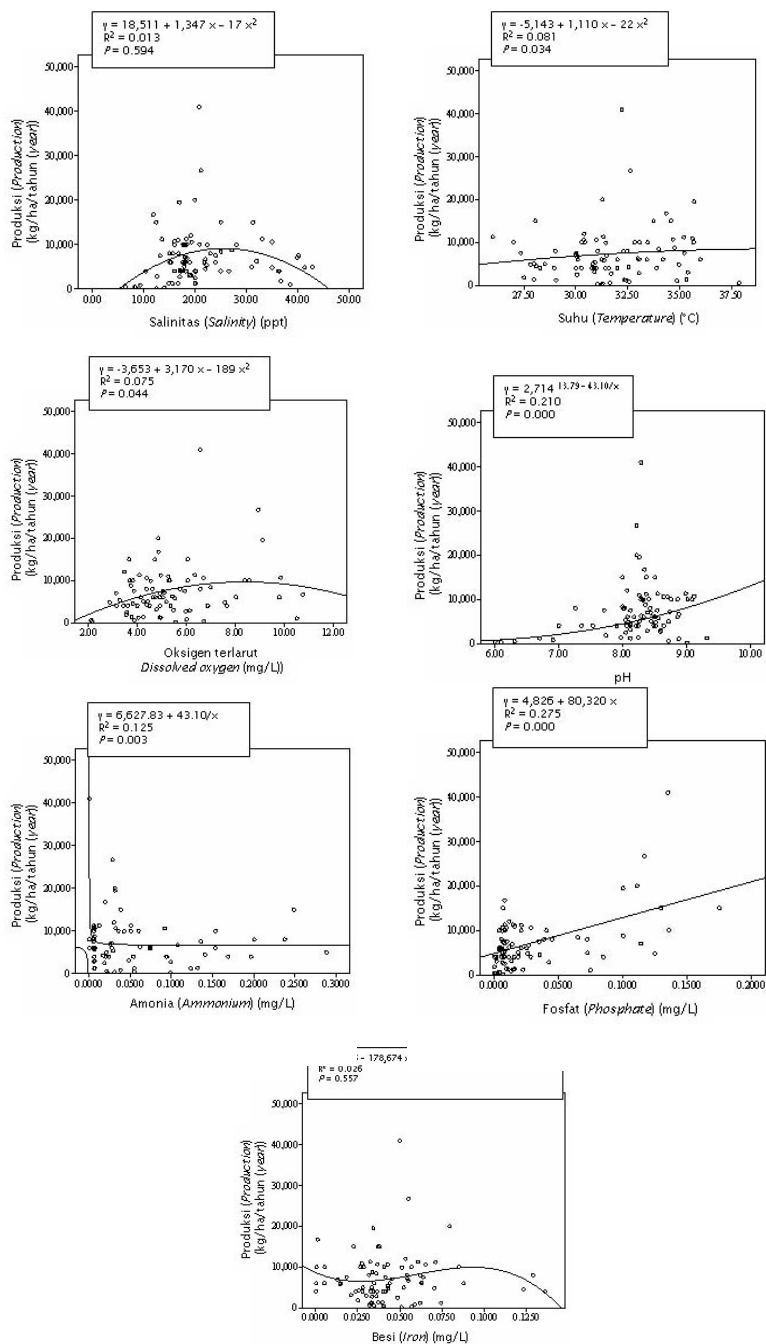 y = 18,511 + 1,347 x – 17 x²
R² = 0.013
P = 0.594
Produksi (Production)
(kg/ha/tahun (year))
50,000
40,000
30,000
20,000
10,000
0
0.00 10.00 20.00 30.00 40.00 50.00
Salinitas (Salinity) (ppt)
y = -5,143 + 1,110 x – 22 x²
R² = 0.081
P = 0.034
Produksi (Production)
(kg/ha/tahun (year))
50,000
40,000
30,000
20,000
10,000
0
27.50 30.00 32.50 35.00 37.50
Suhu (Temperature) (°C)
y = -3,653 + 3,170 x – 189 x²
R² = 0.075
P = 0.044
Produksi (Production)
(kg/ha/tahun (year))
50,000
40,000
30,000
20,000
10,000
0
2.00 4.00 6.00 8.00 10.00 12.00
Oksigen terlarut
Dissolved oxygen (mg/L))
y = 2,714 13.79 – 43.10/x
R² = 0.210
P = 0.000
Produksi (Production)
(kg/ha/tahun (year))
50,000
40,000
30,000
20,000
10,000
0
6.00 7.00 8.00 9.00 10.00
pH
y = 6,627.83 + 43.10/x
R² = 0.125
P = 0.003
Produksi (Production)
(kg/ha/tahun (year))
50,000
40,000
30,000
20,000
10,000
0
0.0000 0.0500 0.1000 0.1500 0.2000 0.2500 0.3000
Amonia (Ammonium) (mg/L)
y = 4,826 + 80,320 x
R² = 0.275
P = 0.000
Produksi (Production)
(kg/ha/tahun (year))
50,000
40,000
30,000
20,000
10,000
0
0.0000 0.0500 0.1000 0.1500 0.2000
Fosfat (Phosphate) (mg/L)
– 178,674
R² = 0.026
P = 0.557
Produksi (Production)
(kg/ha/tahun (year))
50,000
40,000
30,000
20,000
10,000
0
0.0000 0.0250 0.0500 0.0750 0.1000 0.1250
Besi (Iron) (mg/L)